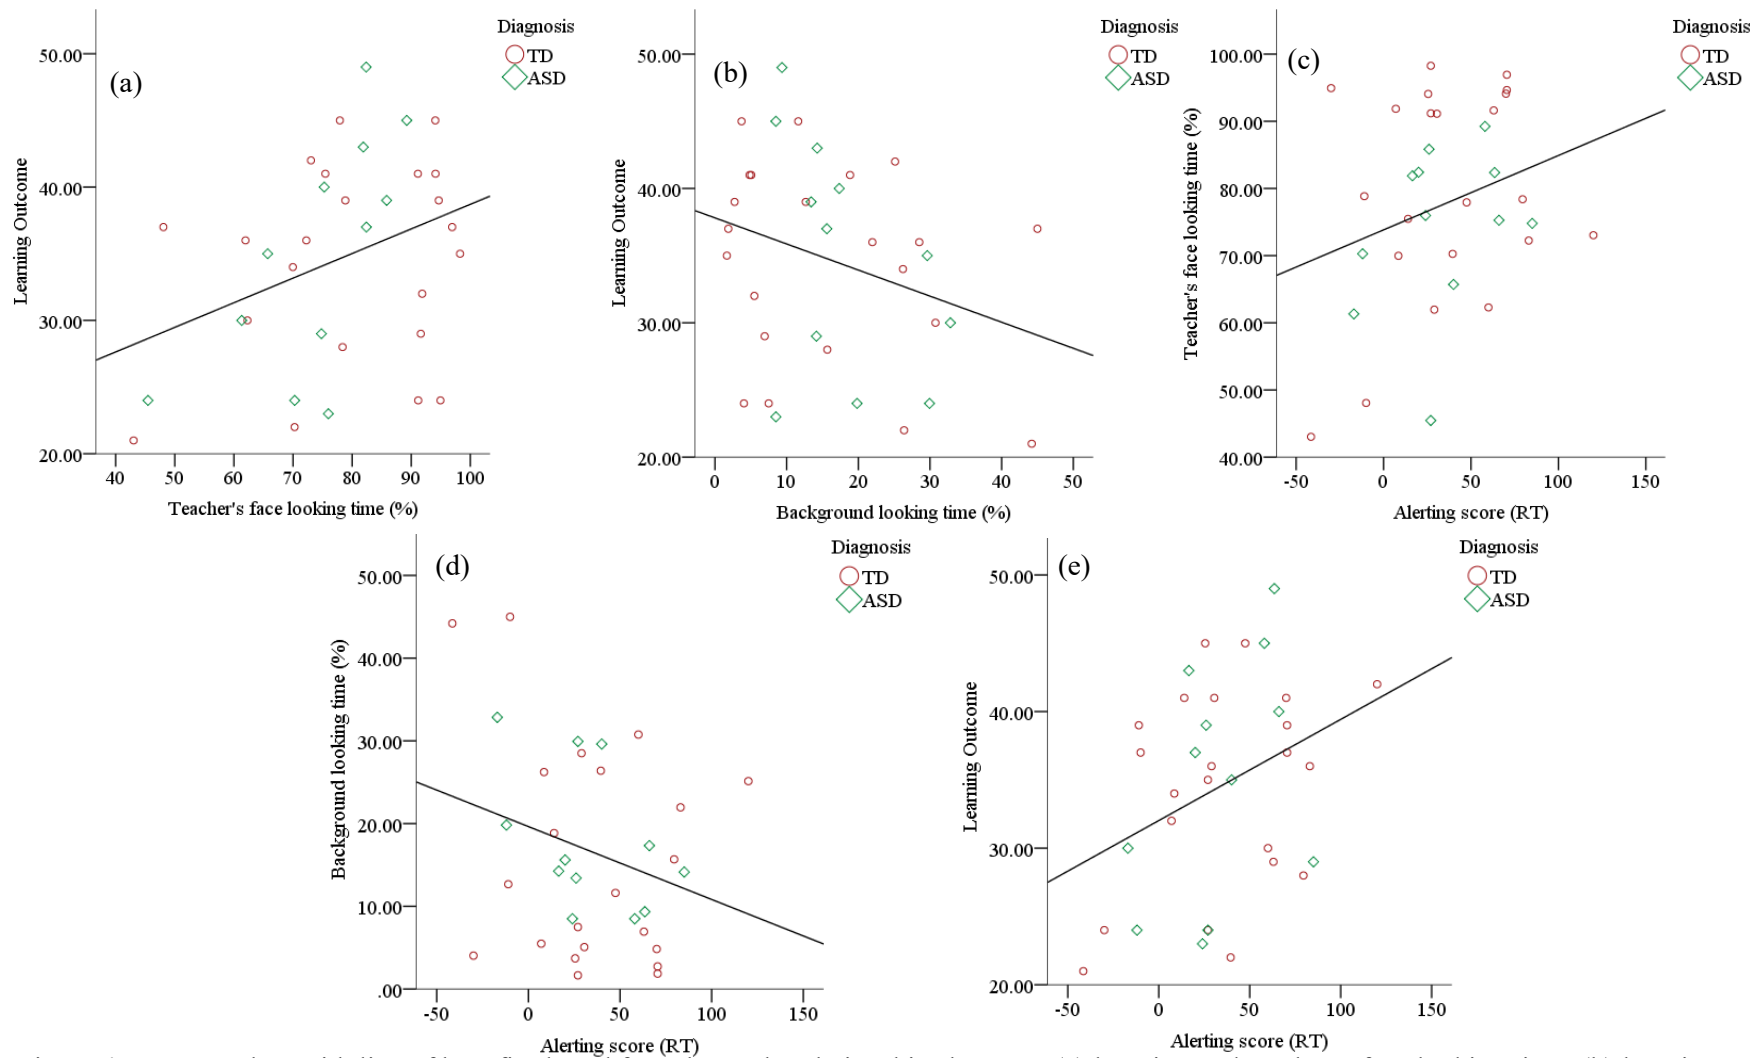 Diagnosis
TD
ASD
(a)
50.00
40.00
30.00
20.00
Learning Outcome
40 50 60 70 80 90 100
Teacher's face looking time (%)
Diagnosis
TD
ASD
(b)
50.00
40.00
30.00
20.00
Learning Outcome
0 10 20 30 40 50
Background looking time (%)
Diagnosis
TD
ASD
(c)
100.00
90.00
80.00
70.00
60.00
50.00
40.00
Teacher's face looking time (%)
-50 0 50 100 150
Alerting score (RT)
Diagnosis
TD
ASD
(d)
50.00
40.00
30.00
20.00
10.00
.00
Background looking time (%)
-50 0 50 100 150
Alerting score (RT)
Diagnosis
TD
ASD
(e)
50.00
40.00
30.00
20.00
Learning Outcome
-50 0 50 100 150
Alerting score (RT)